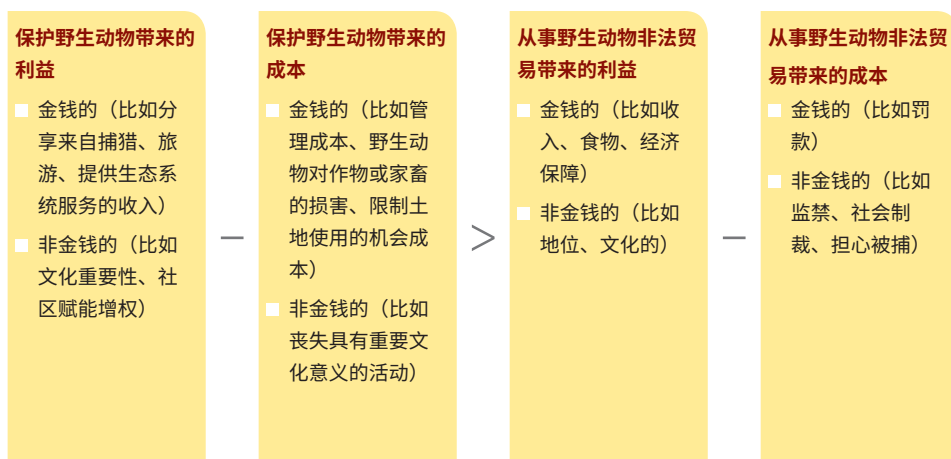 保护野生动物带来的
利益
金钱的（比如分
享来自捕猎、旅
游、提供生态系
统服务的收入）
非金钱的（比如
文化重要性、社
区赋能增权）
–
保护野生动物带来的
成本
金钱的（比如管
理成本、野生动
物对作物或家畜
的损害、限制土
地使用的机会成
本）
非金钱的（比如
丧失具有重要文
化意义的活动）
>
从事野生动物非法贸
易带来的利益
金钱的（比如收
入、食物、经济
保障）
非金钱的（比如
地位、文化的）
–
从事野生动物非法贸
易带来的成本
金钱的（比如罚
款）
非金钱的（比如
监禁、社会制
裁、担心被捕）